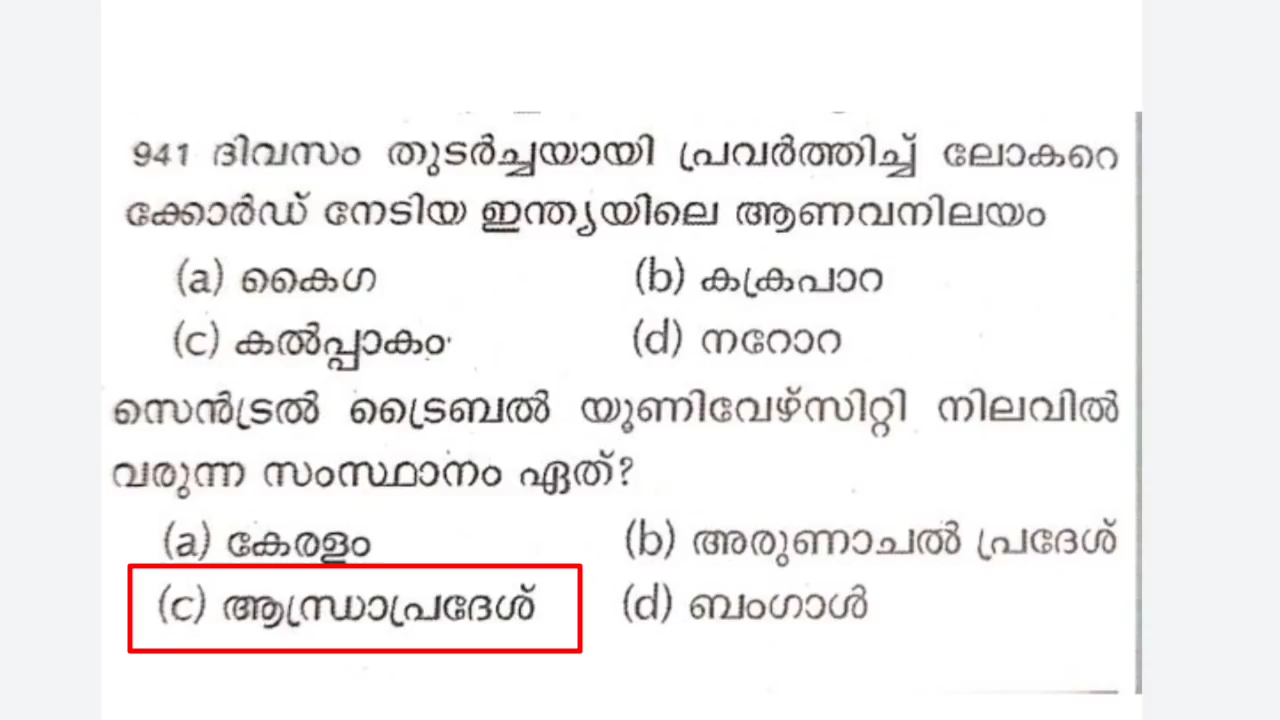 941 ദിവസം തുടർച്ചയായി പ്രവർത്തിച്ച് ലോകറെ
ക്കോർഡ് നേടിയ ഇന്ത്യയിലെ ആണവനിലയം
(a) കൈഗ (b) കക്രപാറ
(c) കൽപ്പാകം (d) നറോറ
സെൻട്രൽ ട്രൈബൽ യൂണിവേഴ്സിറ്റി നിലവിൽ
വരുന്ന സംസ്ഥാനം ഏത്?
(a) കേരളം (b) അരുണാചൽ പ്രദേശ്
(c) ആന്ധ്രാപ്രദേശ് (d) ബംഗാൾ